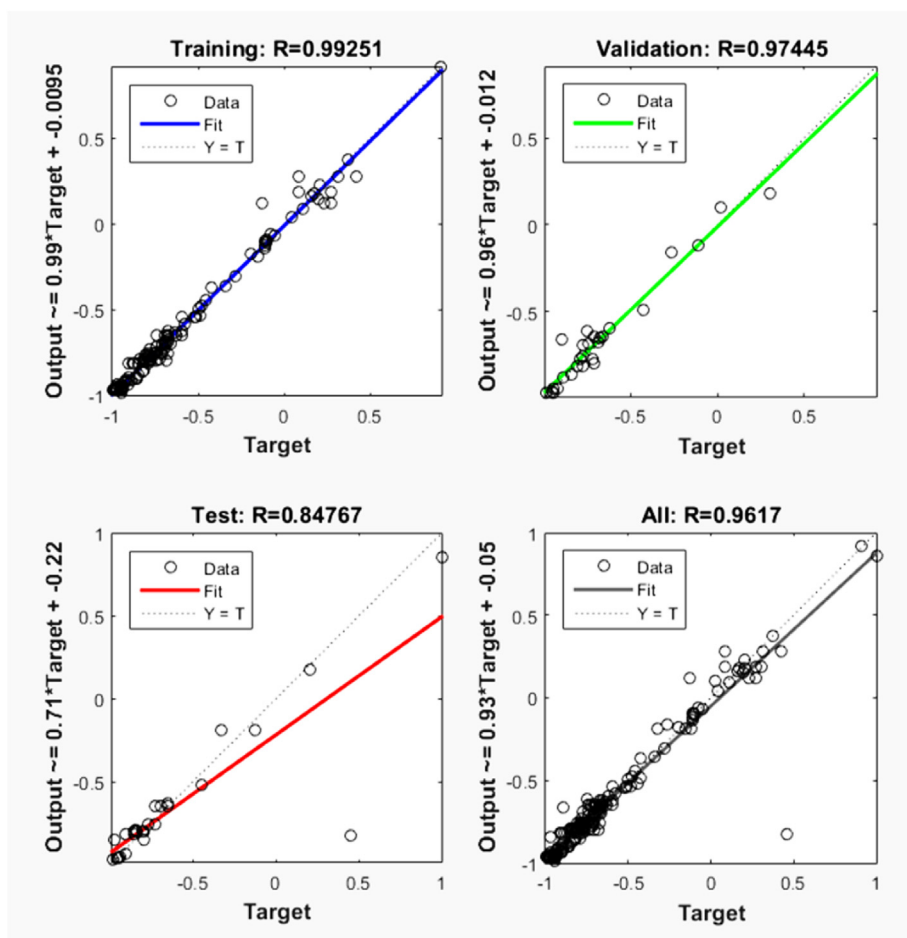 Training: R=0.99251
Output ~= 0.99*Target + -0.0095
Data
Fit
Y = T
0.5
0
-0.5
-1
-1
-0.5
0
0.5
Target
Validation: R=0.97445
Output ~= 0.96*Target + -0.012
Data
Fit
Y = T
0.5
0
-0.5
-0.5
0
0.5
Target
Test: R=0.84767
Output ~= 0.71*Target + -0.22
Data
Fit
Y = T
1
0.5
0
-0.5
-0.5
0
0.5
1
Target
All: R=0.9617
Output ~= 0.93*Target + -0.05
Data
Fit
Y = T
1
0.5
0
-0.5
-1
-1
-0.5
0
0.5
1
Target